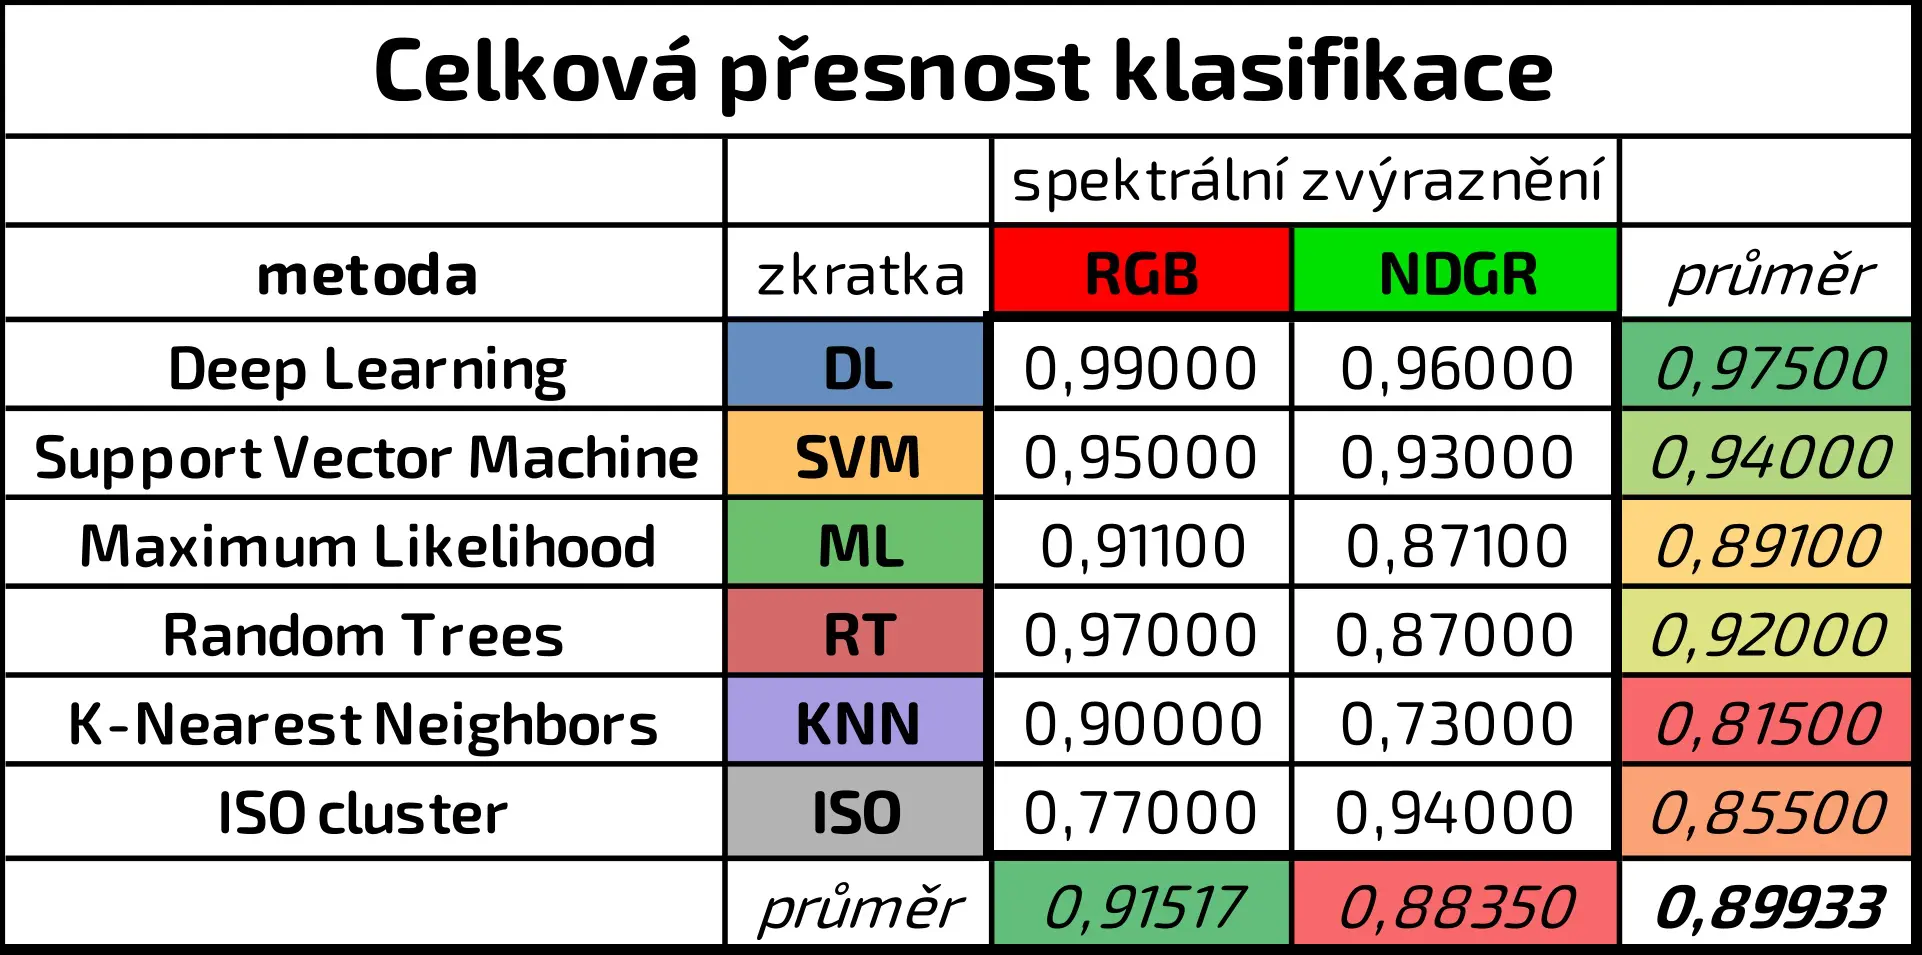 Celková přesnost klasifikace
spektrální zvýraznění
metoda zkratka RGB NDGR průměr
Deep Learning DL 0,99000 0,96000 0,97500
Support Vector Machine SVM 0,95000 0,93000 0,94000
Maximum Likelihood ML 0,91100 0,87100 0,89100
Random Trees RT 0,97000 0,87000 0,92000
K-Nearest Neighbors KNN 0,90000 0,73000 0,81500
ISO cluster ISO 0,77000 0,94000 0,85500
průměr 0,91517 0,88350 0,89933